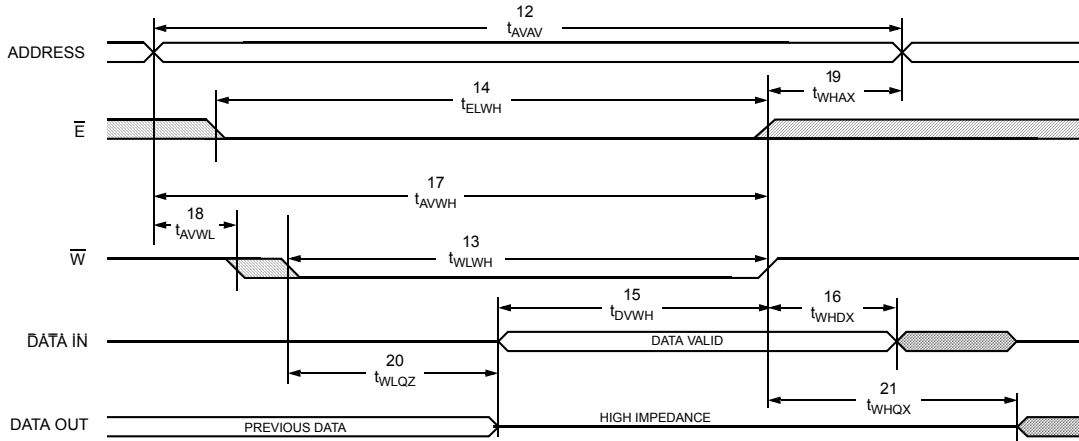 12
tAVAV
ADDRESS
14
tELWH
19
tWHAX
E
17
tAVWH
18
tAVWL
W
13
tWLWH
15
tDVWH
16
tWHDX
DATA IN
DATA VALID
20
tWLQZ
21
tWHQX
DATA OUT
PREVIOUS DATA
HIGH IMPEDANCE